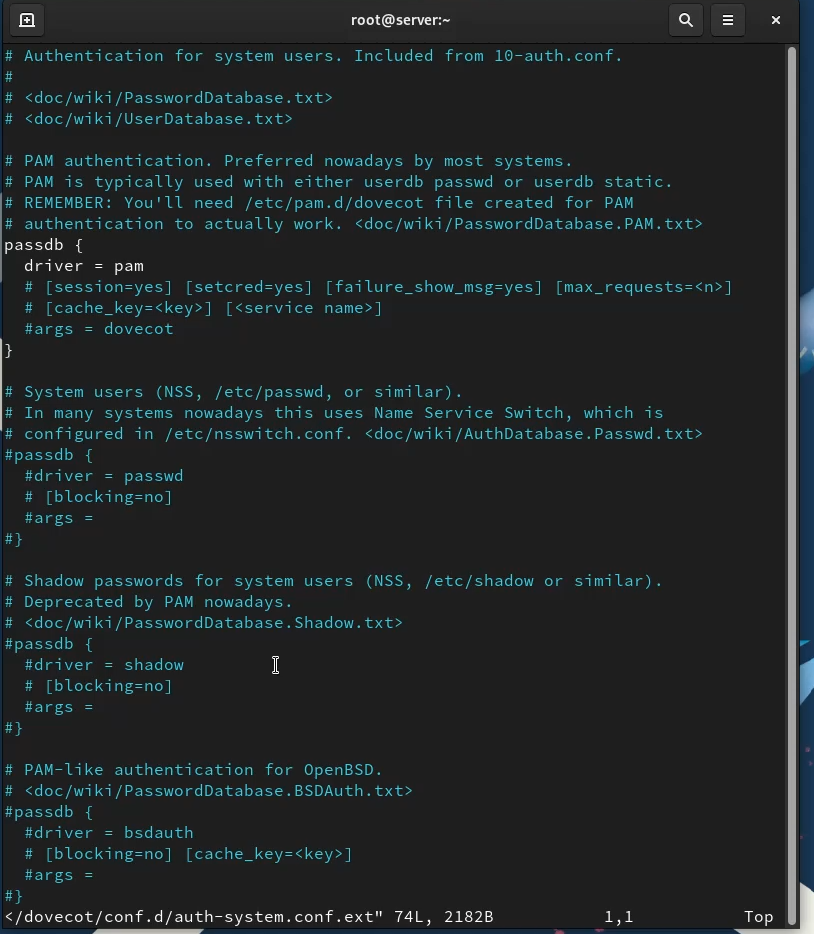 root@server:~
# Authentication for system users. Included from 10-auth.conf.
#
# <doc/wiki/PasswordDatabase.txt>
# <doc/wiki/UserDatabase.txt>

# PAM authentication. Preferred nowadays by most systems.
# PAM is typically used with either userdb passwd or userdb static.
# REMEMBER: You'll need /etc/pam.d/dovecot file created for PAM
# authentication to actually work. <doc/wiki/PasswordDatabase.PAM.txt>
passdb {
  driver = pam
  # [session=yes] [setcred=yes] [failure_show_msg=yes] [max_requests=<n>]
  # [cache_key=<key>] [<service name>]
  #args = dovecot
}

# System users (NSS, /etc/passwd, or similar).
# In many systems nowadays this uses Name Service Switch, which is
# configured in /etc/nsswitch.conf. <doc/wiki/AuthDatabase.Passwd.txt>
#passdb {
  #driver = passwd
  # [blocking=no]
  #args =
#}

# Shadow passwords for system users (NSS, /etc/shadow or similar).
# Deprecated by PAM nowadays.
# <doc/wiki/PasswordDatabase.Shadow.txt>
#passdb {
  #driver = shadow
  # [blocking=no]
  #args =
#}

# PAM-like authentication for OpenBSD.
# <doc/wiki/PasswordDatabase.BSDAuth.txt>
#passdb {
  #driver = bsdauth
  # [blocking=no] [cache_key=<key>]
  #args =
#}
</dovecot/conf.d/auth-system.conf.ext" 74L, 2182B 1,1 Top